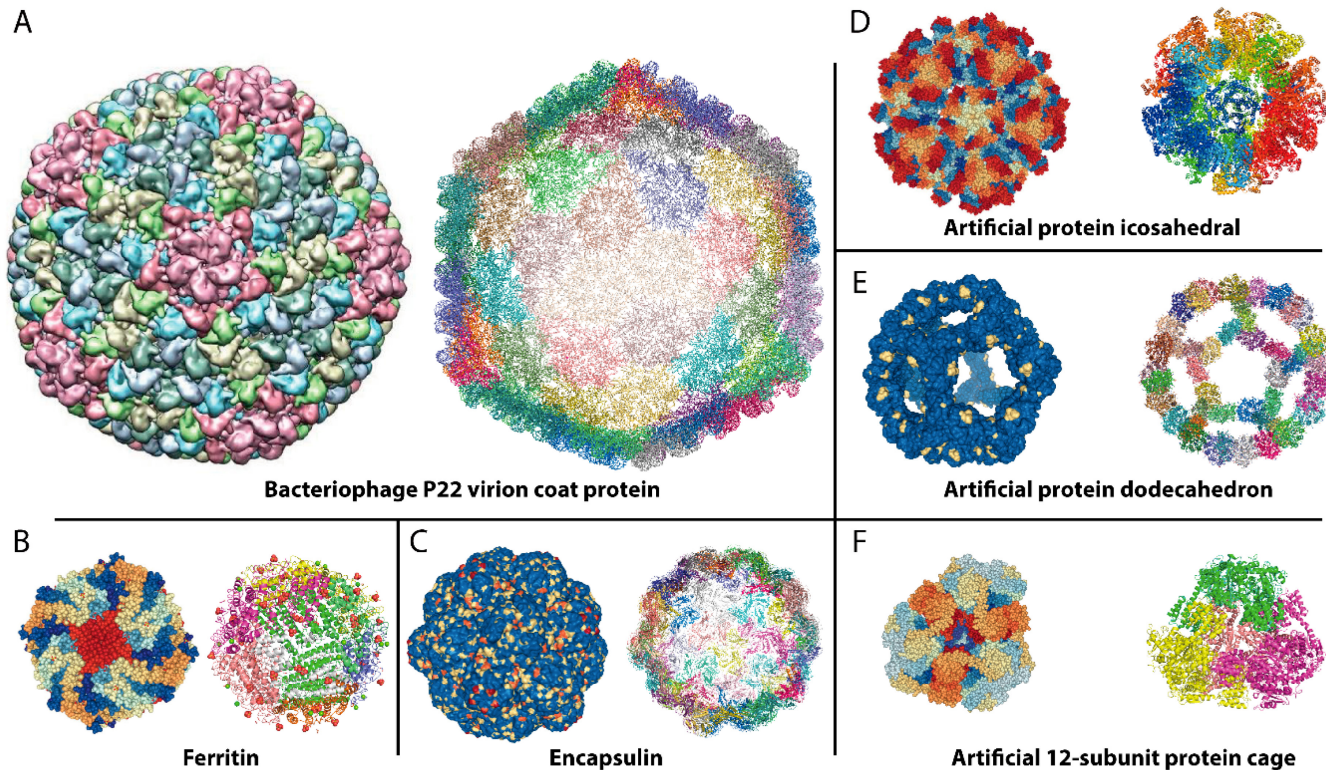 A
Bacteriophage P22 virion coat protein
B
Ferritin
C
Encapsulin
D
Artificial protein icosahedral
E
Artificial protein dodecahedron
F
Artificial 12-subunit protein cage